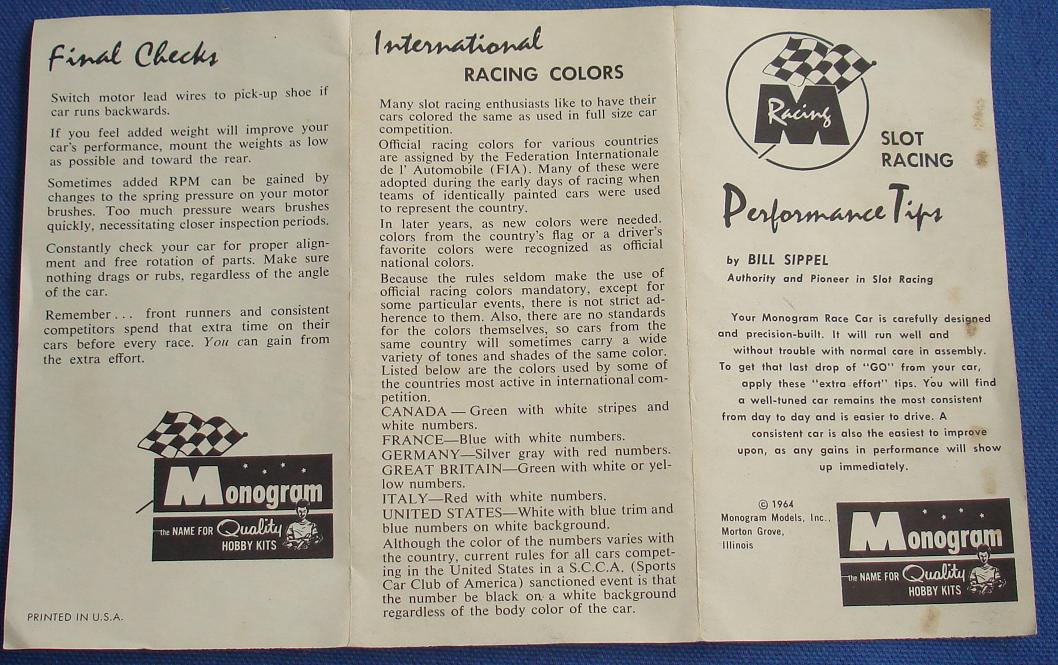 Final Checks
Switch motor lead wires to pick-up shoe if
car runs backwards.
If you feel added weight will improve your
car's performance, mount the weights as low
as possible and toward the rear.
Sometimes added RPM can be gained by
changes to the spring pressure on your motor
brushes. Too much pressure wears brushes
quickly, necessitating closer inspection periods.
Constantly check your car for proper align-
ment and free rotation of parts. Make sure
nothing drags or rubs, regardless of the angle
of the car.
Remember... front runners and consistent
competitors spend that extra time on their
cars before every race. You can gain from
the extra effort.
Monogram
the NAME FOR Quality
HOBBY KITS
PRINTED IN U.S.A.
International
RACING COLORS
Many slot racing enthusiasts like to have their
cars colored the same as used in full size car
competition.
Official racing colors for various countries
are assigned by the Federation Internationale
de l' Automobile (FIA). Many of these were
adopted during the early days of racing when
teams of identically painted cars were used
to represent the country.
In later years, as new colors were needed.
colors from the country's flag or a driver's
favorite colors were recognized as official
national colors.
Because the rules seldom make the use of
official racing colors mandatory, except for
some particular events, there is not strict ad-
herence to them. Also, there are no standards
for the colors themselves, so cars from the
same country will sometimes carry a wide
variety of tones and shades of the same color.
Listed below are the colors used by some of
the countries most active in international com-
petition.
CANADA — Green with white stripes and
white numbers.
FRANCE—Blue with white numbers.
GERMANY—Silver gray with red numbers.
GREAT BRITAIN—Green with white or yel-
low numbers.
ITALY—Red with white numbers.
UNITED STATES—White with blue trim and
blue numbers on white background.
Although the color of the numbers varies with
the country, current rules for all cars compet-
ing in the United States in a S.C.C.A. (Sports
Car Club of America) sanctioned event is that
the number be black on a white background
regardless of the body color of the car.
M
Racing
SLOT
RACING
Performance Tips
by BILL SIPPEL
Authority and Pioneer in Slot Racing
Your Monogram Race Car is carefully designed
and precision-built. It will run well and
without trouble with normal care in assembly.
To get that last drop of "GO" from your car,
apply these "extra effort" tips. You will find
a well-tuned car remains the most consistent
from day to day and is easier to drive. A
consistent car is also the easiest to improve
upon, as any gains in performance will show
up immediately.
© 1964
Monogram Models, Inc.,
Morton Grove,
Illinois
Monogram
the NAME FOR Quality
HOBBY KITS